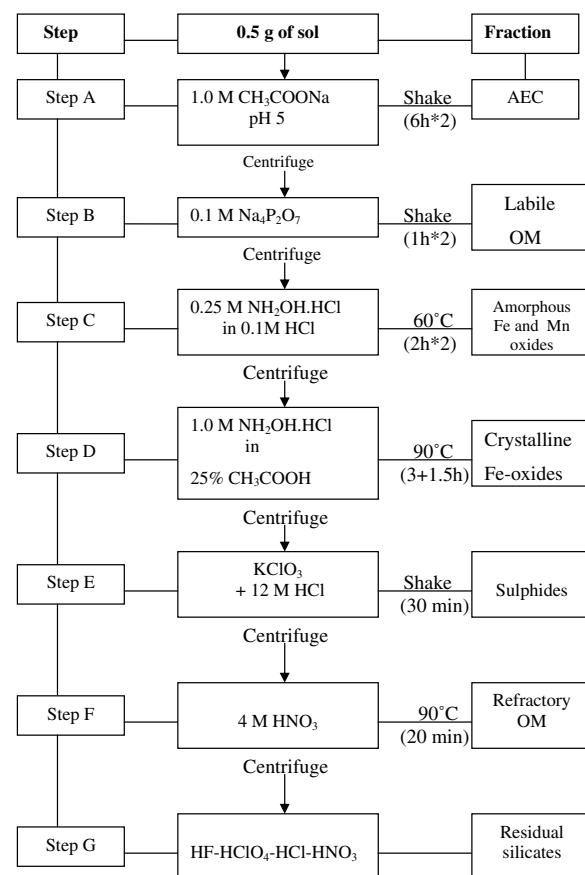 Step
0.5 g of sol
Fraction
Step A
1.0 M CH₃COONa
pH 5
Shake
(6h*2)
AEC
Centrifuge
Step B
0.1 M Na₄P₂O₇
Shake
(1h*2)
Labile
OM
Centrifuge
Step C
0.25 M NH₂OH.HCl
in 0.1M HCl
60˚C
(2h*2)
Amorphous
Fe and Mn
oxides
Centrifuge
Step D
1.0 M NH₂OH.HCl
in
25% CH₃COOH
90˚C
(3+1.5h)
Crystalline
Fe-oxides
Centrifuge
Step E
KClO₃
+ 12 M HCl
Shake
(30 min)
Sulphides
Centrifuge
Step F
4 M HNO₃
90˚C
(20 min)
Refractory
OM
Centrifuge
Step G
HF-HClO₄-HCl-HNO₃
Residual
silicates